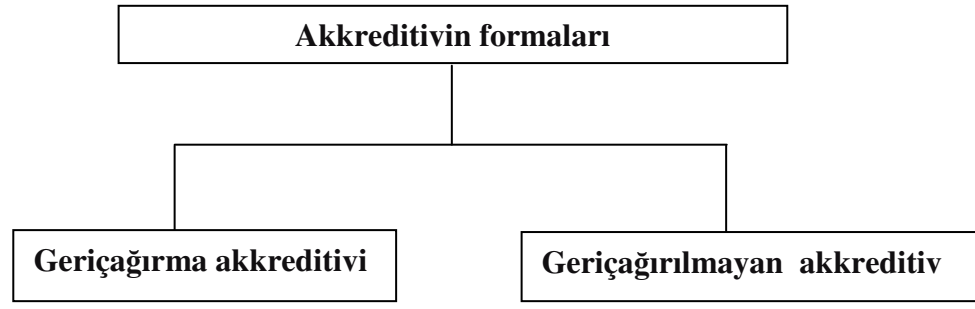 Akkreditivin formaları
Geriçağırma akkreditivi
Geriçağırılmayan akkreditiv